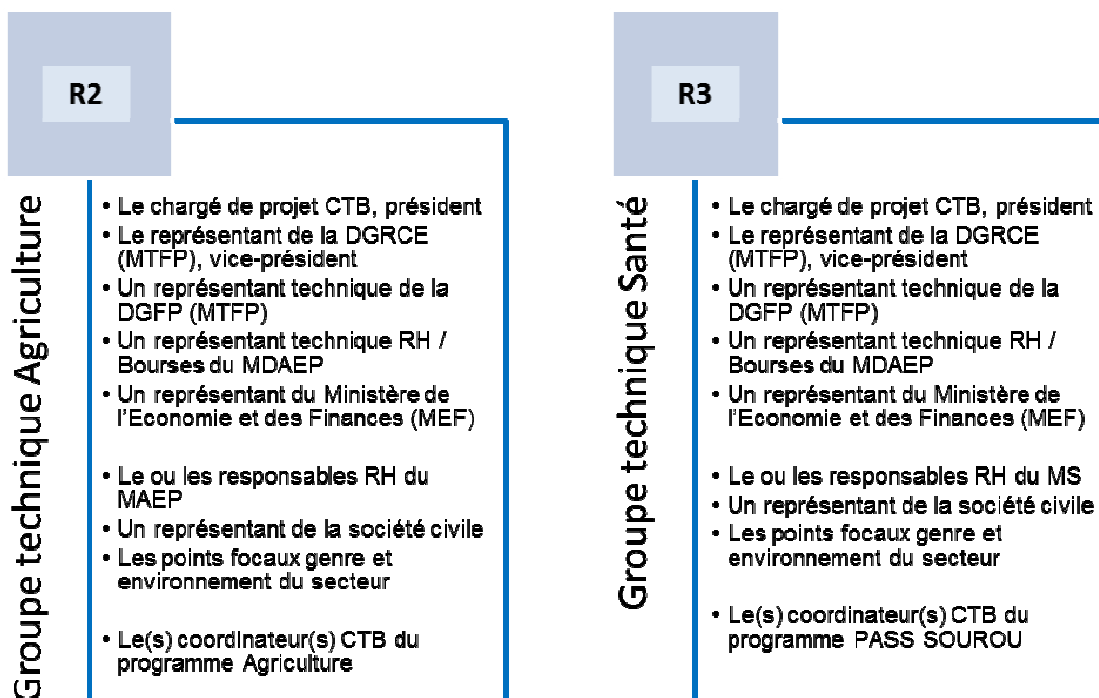 R2
Groupe technique Agriculture
• Le chargé de projet CTB, président
• Le représentant de la DGRCE
(MTFP), vice-président
• Un représentant technique de la
DGFP (MTFP)
• Un représentant technique RH /
Bourses du MDAEP
• Un représentant du Ministère de
l'Economie et des Finances (MEF)
• Le ou les responsables RH du
MAEP
• Un représentant de la société civile
• Les points focaux genre et
environnement du secteur
• Le(s) coordinateur(s) CTB du
programme Agriculture
R3
Groupe technique Santé
• Le chargé de projet CTB, président
• Le représentant de la DGRCE
(MTFP), vice-président
• Un représentant technique de la
DGFP (MTFP)
• Un représentant technique RH /
Bourses du MDAEP
• Un représentant du Ministère de
l'Economie et des Finances (MEF)
• Le ou les responsables RH du MS
• Un représentant de la société civile
• Les points focaux genre et
environnement du secteur
• Le(s) coordinateur(s) CTB du
programme PASS SOUROU